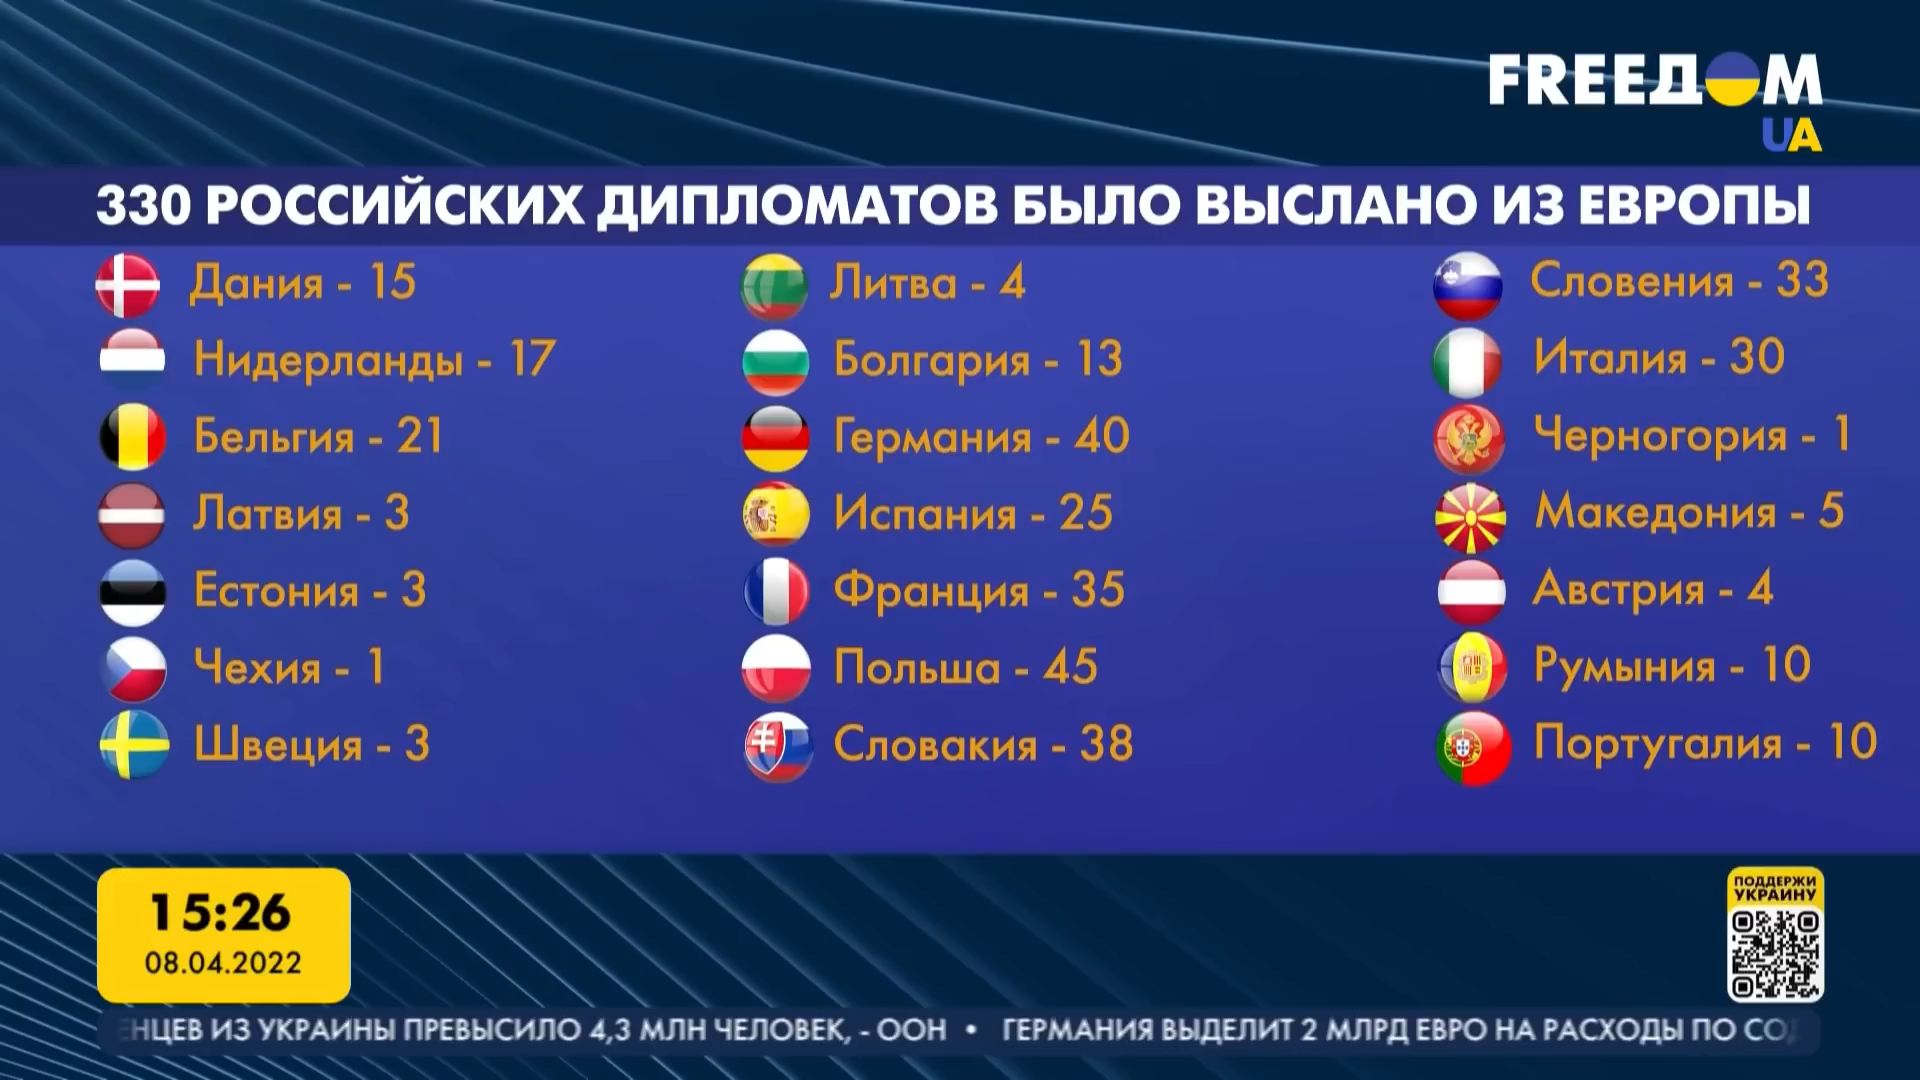 FREEДOM
UA
330 РОССИЙСКИХ ДИПЛОМАТОВ БЫЛО ВЫСЛАНО ИЗ ЕВРОПЫ
Дания - 15
Нидерланды - 17
Бельгия - 21
Латвия - 3
Естония - 3
Чехия - 1
Швеция - 3
Литва - 4
Болгария - 13
Германия - 40
Испания - 25
Франция - 35
Польша - 45
Словакия - 38
Словения - 33
Италия - 30
Черногория - 1
Македония - 5
Австрия - 4
Румыния - 10
Португалия - 10
15:26
08.04.2022
ПОДДЕРЖИ
УКРАИНУ
ИЗ УКРАИНЫ ПРЕВЫСИЛО 4,3 МЛН ЧЕЛОВЕК, - ООН • ГЕРМАНИЯ ВЫДЕЛИТ 2 МЛРД ЕВРО НА РАСХОДЫ ПО